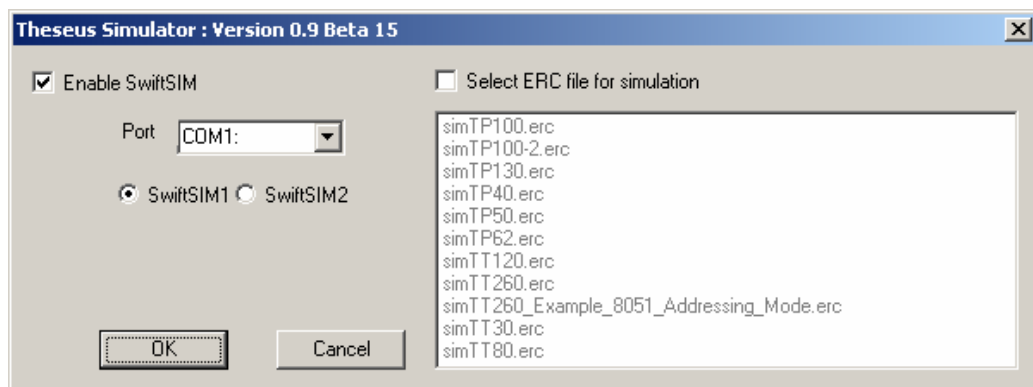 Theseus Simulator : Version 0.9 Beta 15
Enable SwiftSIM
Port
COM1:
SwiftSIM1
SwiftSIM2
OK
Cancel
Select ERC file for simulation
simTP100.erc
simTP100-2.erc
simTP130.erc
simTP40.erc
simTP50.erc
simTP62.erc
simTT120.erc
simTT260.erc
simTT260_Example_8051_Addressing_Mode.erc
simTT30.erc
simTT80.erc